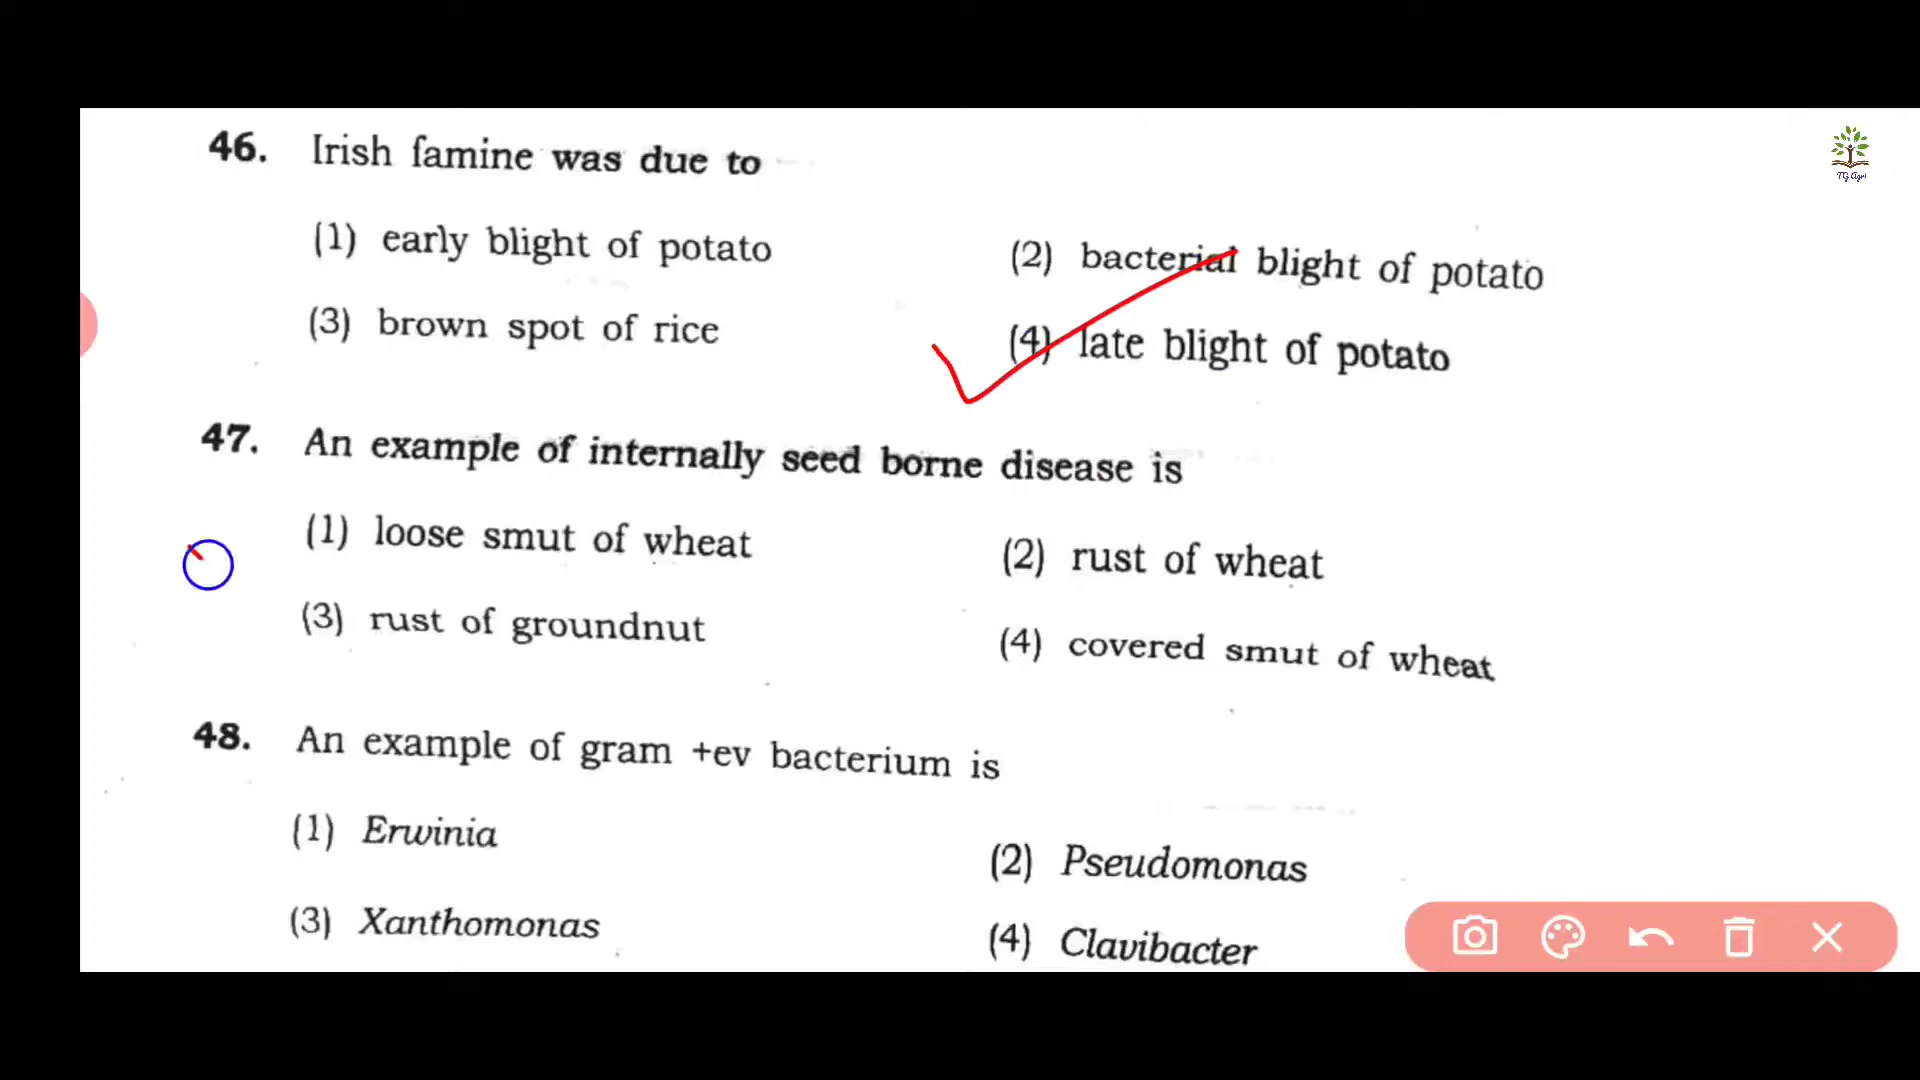 46. Irish famine was due to
(1) early blight of potato
(2) bacterial blight of potato
(3) brown spot of rice
(4) late blight of potato
47. An example of internally seed borne disease is
(1) loose smut of wheat
(2) rust of wheat
(3) rust of groundnut
(4) covered smut of wheat
48. An example of gram +ev bacterium is
(1) Erwinia
(2) Pseudomonas
(3) Xanthomonas
(4) Clavibacter
TG Agri